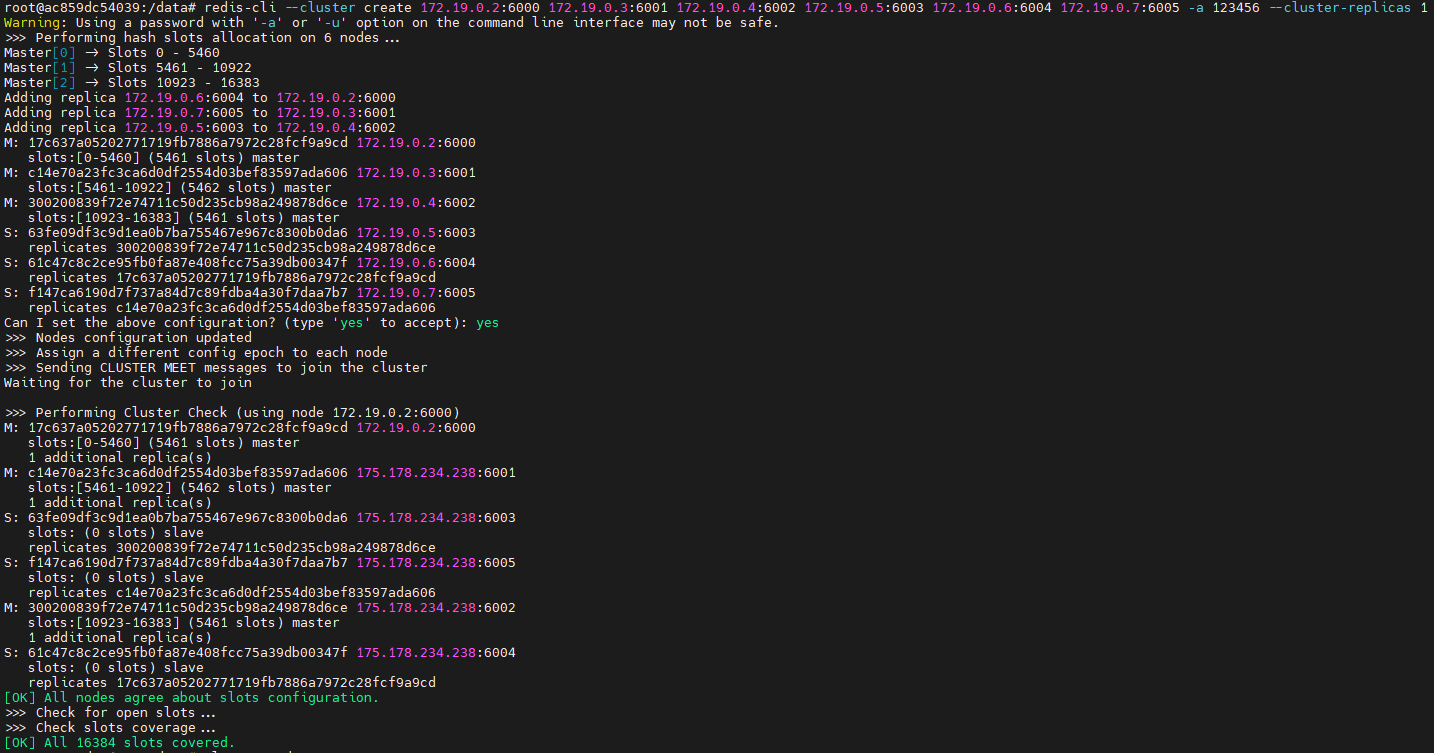 root@ac859dc54039:/data# redis-cli --cluster create 172.19.0.2:6000 172.19.0.3:6001 172.19.0.4:6002 172.19.0.5:6003 172.19.0.6:6004 172.19.0.7:6005 -a 123456 --cluster-replicas 1
Warning: Using a password with '-a' or '-u' option on the command line interface may not be safe.
>>> Performing hash slots allocation on 6 nodes...
Master[0] -> Slots 0 - 5460
Master[1] -> Slots 5461 - 10922
Master[2] -> Slots 10923 - 16383
Adding replica 172.19.0.6:6004 to 172.19.0.2:6000
Adding replica 172.19.0.7:6005 to 172.19.0.3:6001
Adding replica 172.19.0.5:6003 to 172.19.0.4:6002
M: 17c637a05202771719fb7886a7972c28fcf9a9cd 172.19.0.2:6000
   slots:[0-5460] (5461 slots) master
M: c14e70a23fc3ca6d0df2554d03bef83597ada606 172.19.0.3:6001
   slots:[5461-10922] (5462 slots) master
M: 300200839f72e74711c50d235cb98a249878d6ce 172.19.0.4:6002
   slots:[10923-16383] (5461 slots) master
S: 63fe09df3c9d1ea0b7ba755467e967c8300b0da6 172.19.0.5:6003
   replicates 300200839f72e74711c50d235cb98a249878d6ce
S: 61c47c8c2ce95fb0fa87e408fcc75a39db00347f 172.19.0.6:6004
   replicates 17c637a05202771719fb7886a7972c28fcf9a9cd
S: f147ca6190d7f737a84d7c89fdba4a30f7daa7b7 172.19.0.7:6005
   replicates c14e70a23fc3ca6d0df2554d03bef83597ada606
Can I set the above configuration? (type 'yes' to accept): yes
>>> Nodes configuration updated
>>> Assign a different config epoch to each node
>>> Sending CLUSTER MEET messages to join the cluster
Waiting for the cluster to join
>>> Performing Cluster Check (using node 172.19.0.2:6000)
M: 17c637a05202771719fb7886a7972c28fcf9a9cd 172.19.0.2:6000
   slots:[0-5460] (5461 slots) master
   1 additional replica(s)
M: c14e70a23fc3ca6d0df2554d03bef83597ada606 175.178.234.238:6001
   slots:[5461-10922] (5462 slots) master
   1 additional replica(s)
S: 63fe09df3c9d1ea0b7ba755467e967c8300b0da6 175.178.234.238:6003
   slots: (0 slots) slave
   replicates 300200839f72e74711c50d235cb98a249878d6ce
S: f147ca6190d7f737a84d7c89fdba4a30f7daa7b7 175.178.234.238:6005
   slots: (0 slots) slave
   replicates c14e70a23fc3ca6d0df2554d03bef83597ada606
M: 300200839f72e74711c50d235cb98a249878d6ce 175.178.234.238:6002
   slots:[10923-16383] (5461 slots) master
   1 additional replica(s)
S: 61c47c8c2ce95fb0fa87e408fcc75a39db00347f 175.178.234.238:6004
   slots: (0 slots) slave
   replicates 17c637a05202771719fb7886a7972c28fcf9a9cd
[OK] All nodes agree about slots configuration.
>>> Check for open slots...
>>> Check slots coverage...
[OK] All 16384 slots covered.